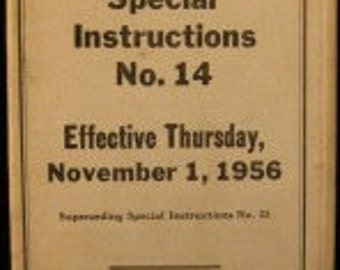 Special
Instructions
No. 14
Effective Thursday,
November 1, 1956
Superseding Special Instructions No.